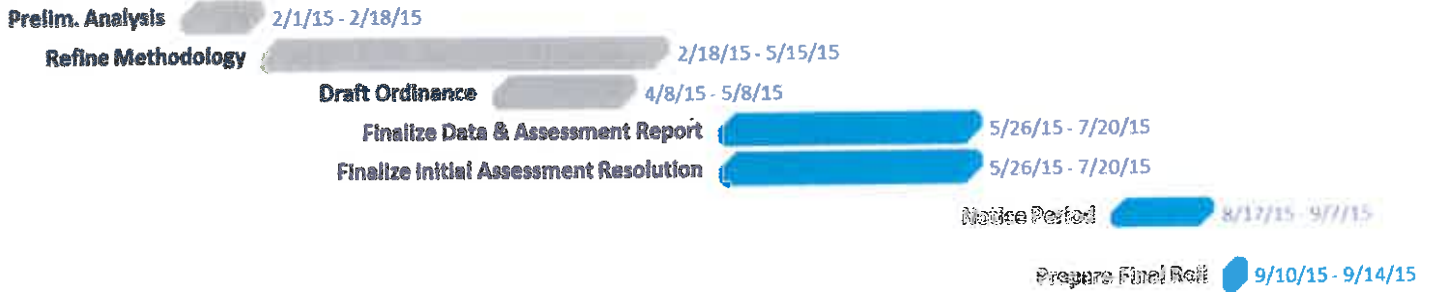 Prelim. Analysis 2/1/15 - 2/18/15
Refine Methodology 2/18/15 - 5/15/15
Draft Ordinance 4/8/15 - 5/8/15
Finalize Data & Assessment Report 5/26/15 - 7/20/15
Finalize Initial Assessment Resolution 5/26/15 - 7/20/15
Notice Period 8/17/15 - 9/7/15
Prepare Final Roll 9/10/15 - 9/14/15